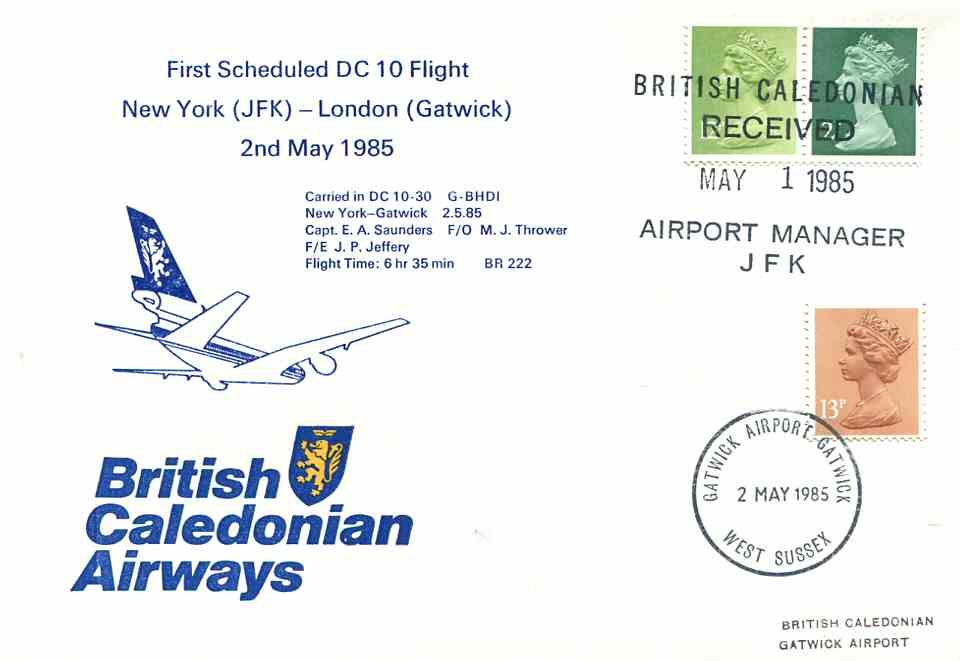 First Scheduled DC 10 Flight
New York (JFK) – London (Gatwick)
2nd May 1985
Carried in DC 10-30 G-BHDI
New York–Gatwick 2.5.85
Capt. E. A. Saunders F/O M. J. Thrower
F/E J. P. Jeffery
Flight Time: 6 hr 35 min BR 222
British
Caledonian
Airways
BRITISH CALEDONIAN
RECEIVED
MAY 1 1985
AIRPORT MANAGER
JFK
13P
GATWICK AIRPORT GATWICK
2 MAY 1985
WEST SUSSEX
BRITISH CALEDONIAN
GATWICK AIRPORT